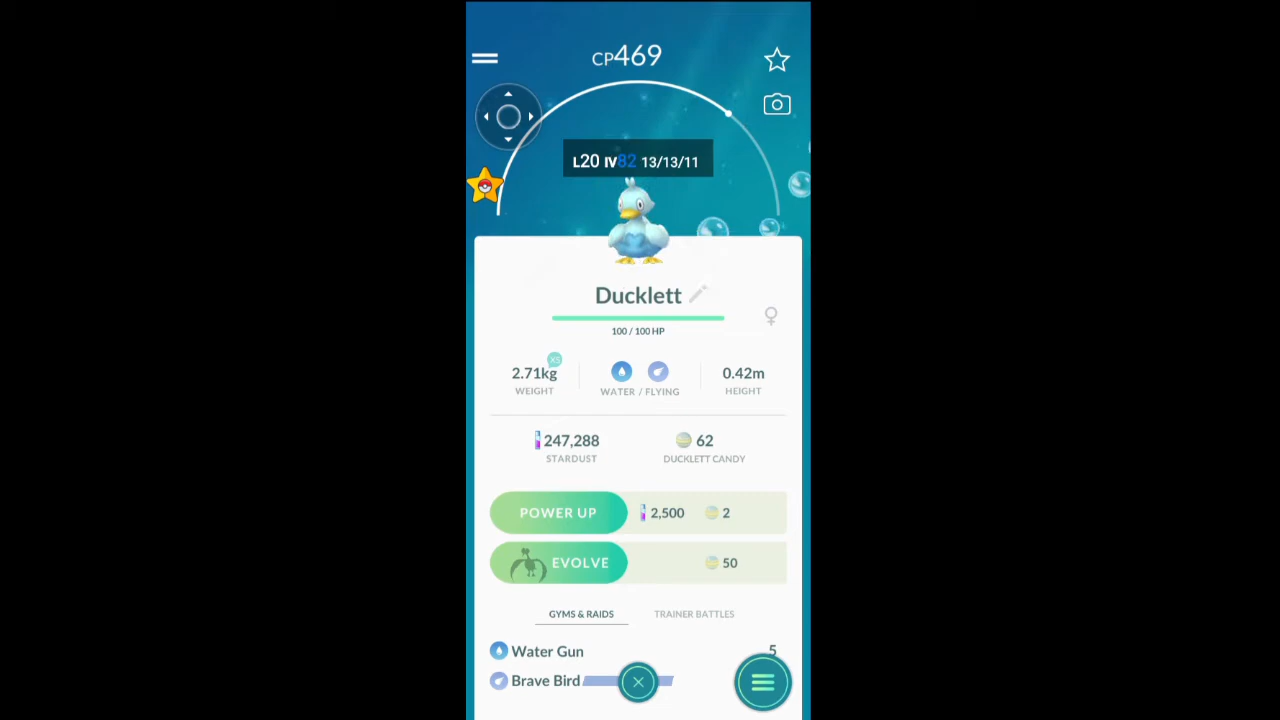 CP469
L20 IV82 13/13/11
Ducklett
100 / 100 HP
XS
2.71kg
WEIGHT
WATER / FLYING
0.42m
HEIGHT
247,288
STARDUST
62
DUCKLETT CANDY
POWER UP 2,500 2
EVOLVE 50
GYMS & RAIDS TRAINER BATTLES
Water Gun 5
Brave Bird